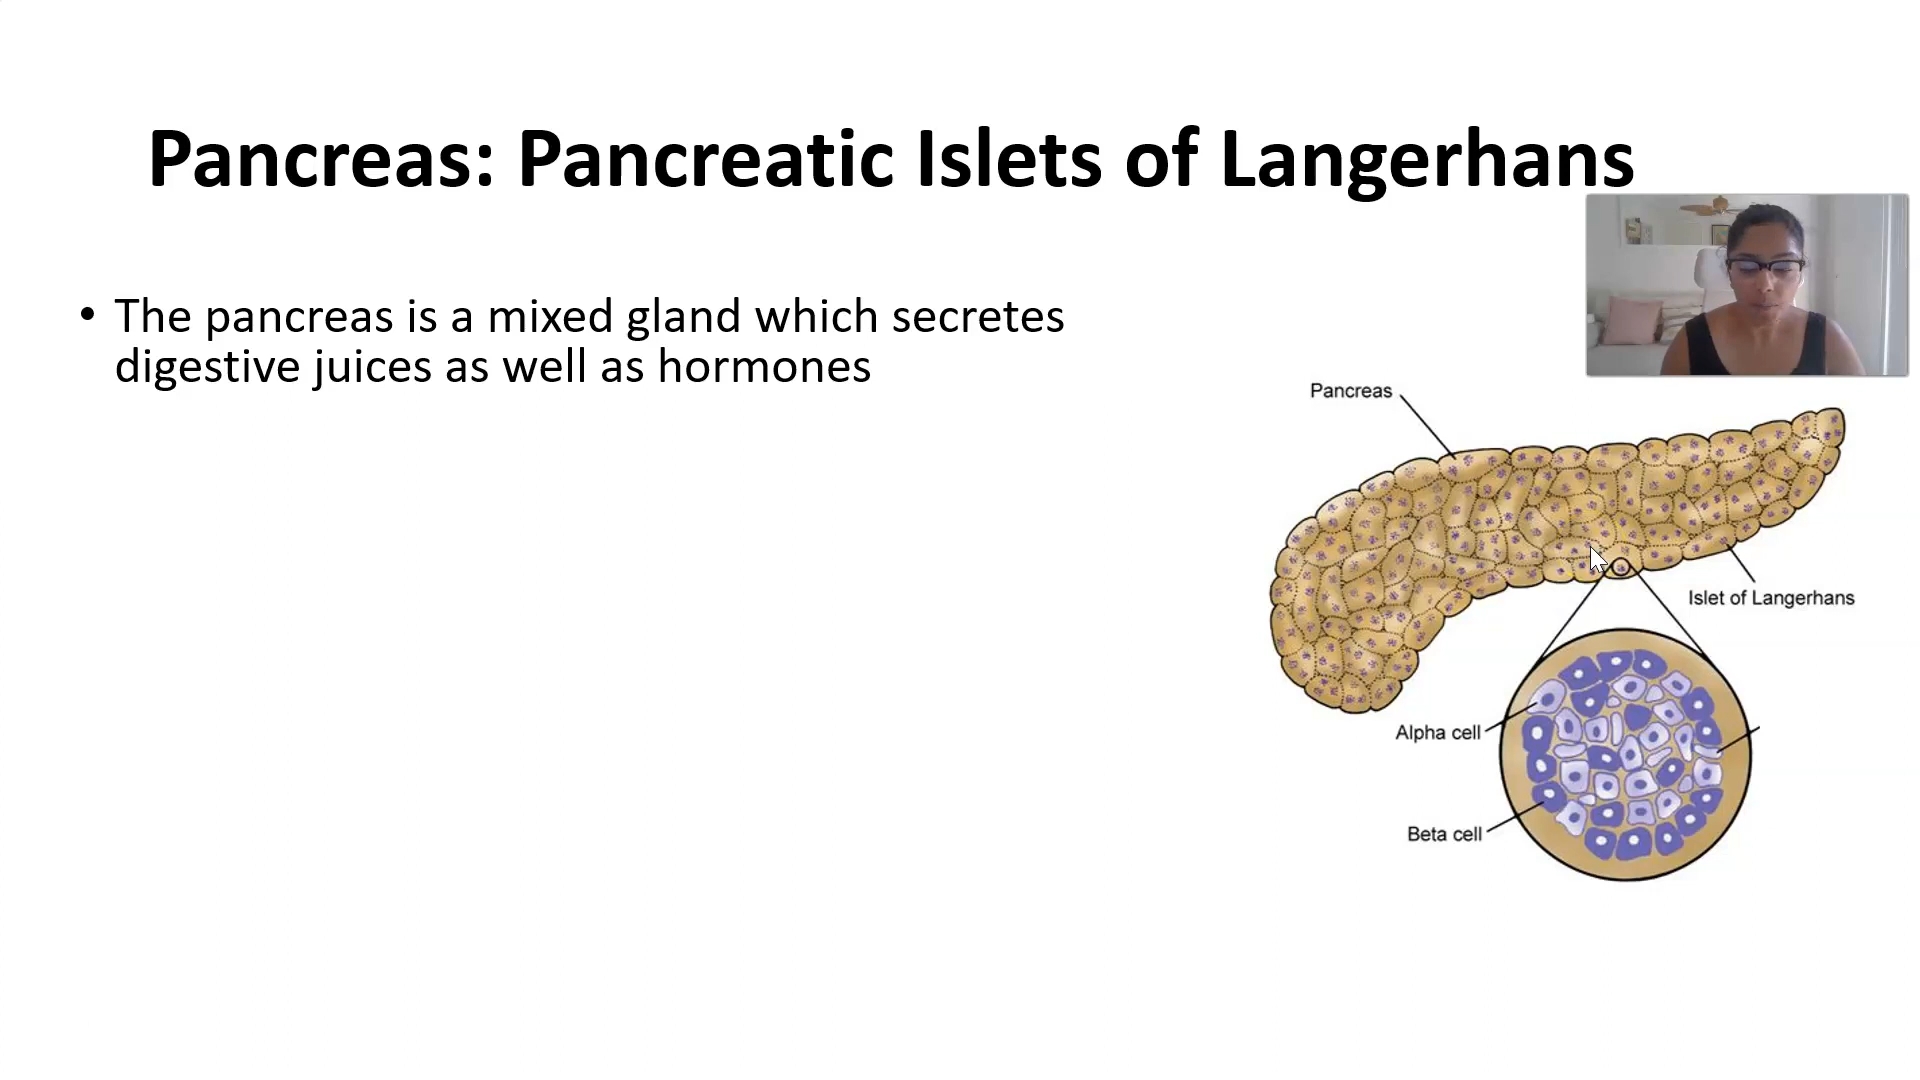 Pancreas: Pancreatic Islets of Langerhans
• The pancreas is a mixed gland which secretes
digestive juices as well as hormones
Pancreas
Islet of Langerhans
Alpha cell
Beta cell